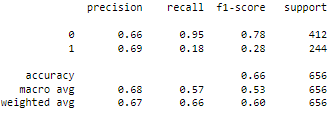 precision recall f1-score support
0 0.66 0.95 0.78 412
1 0.69 0.18 0.28 244
accuracy 0.66 656
macro avg 0.68 0.57 0.53 656
weighted avg 0.67 0.66 0.60 656